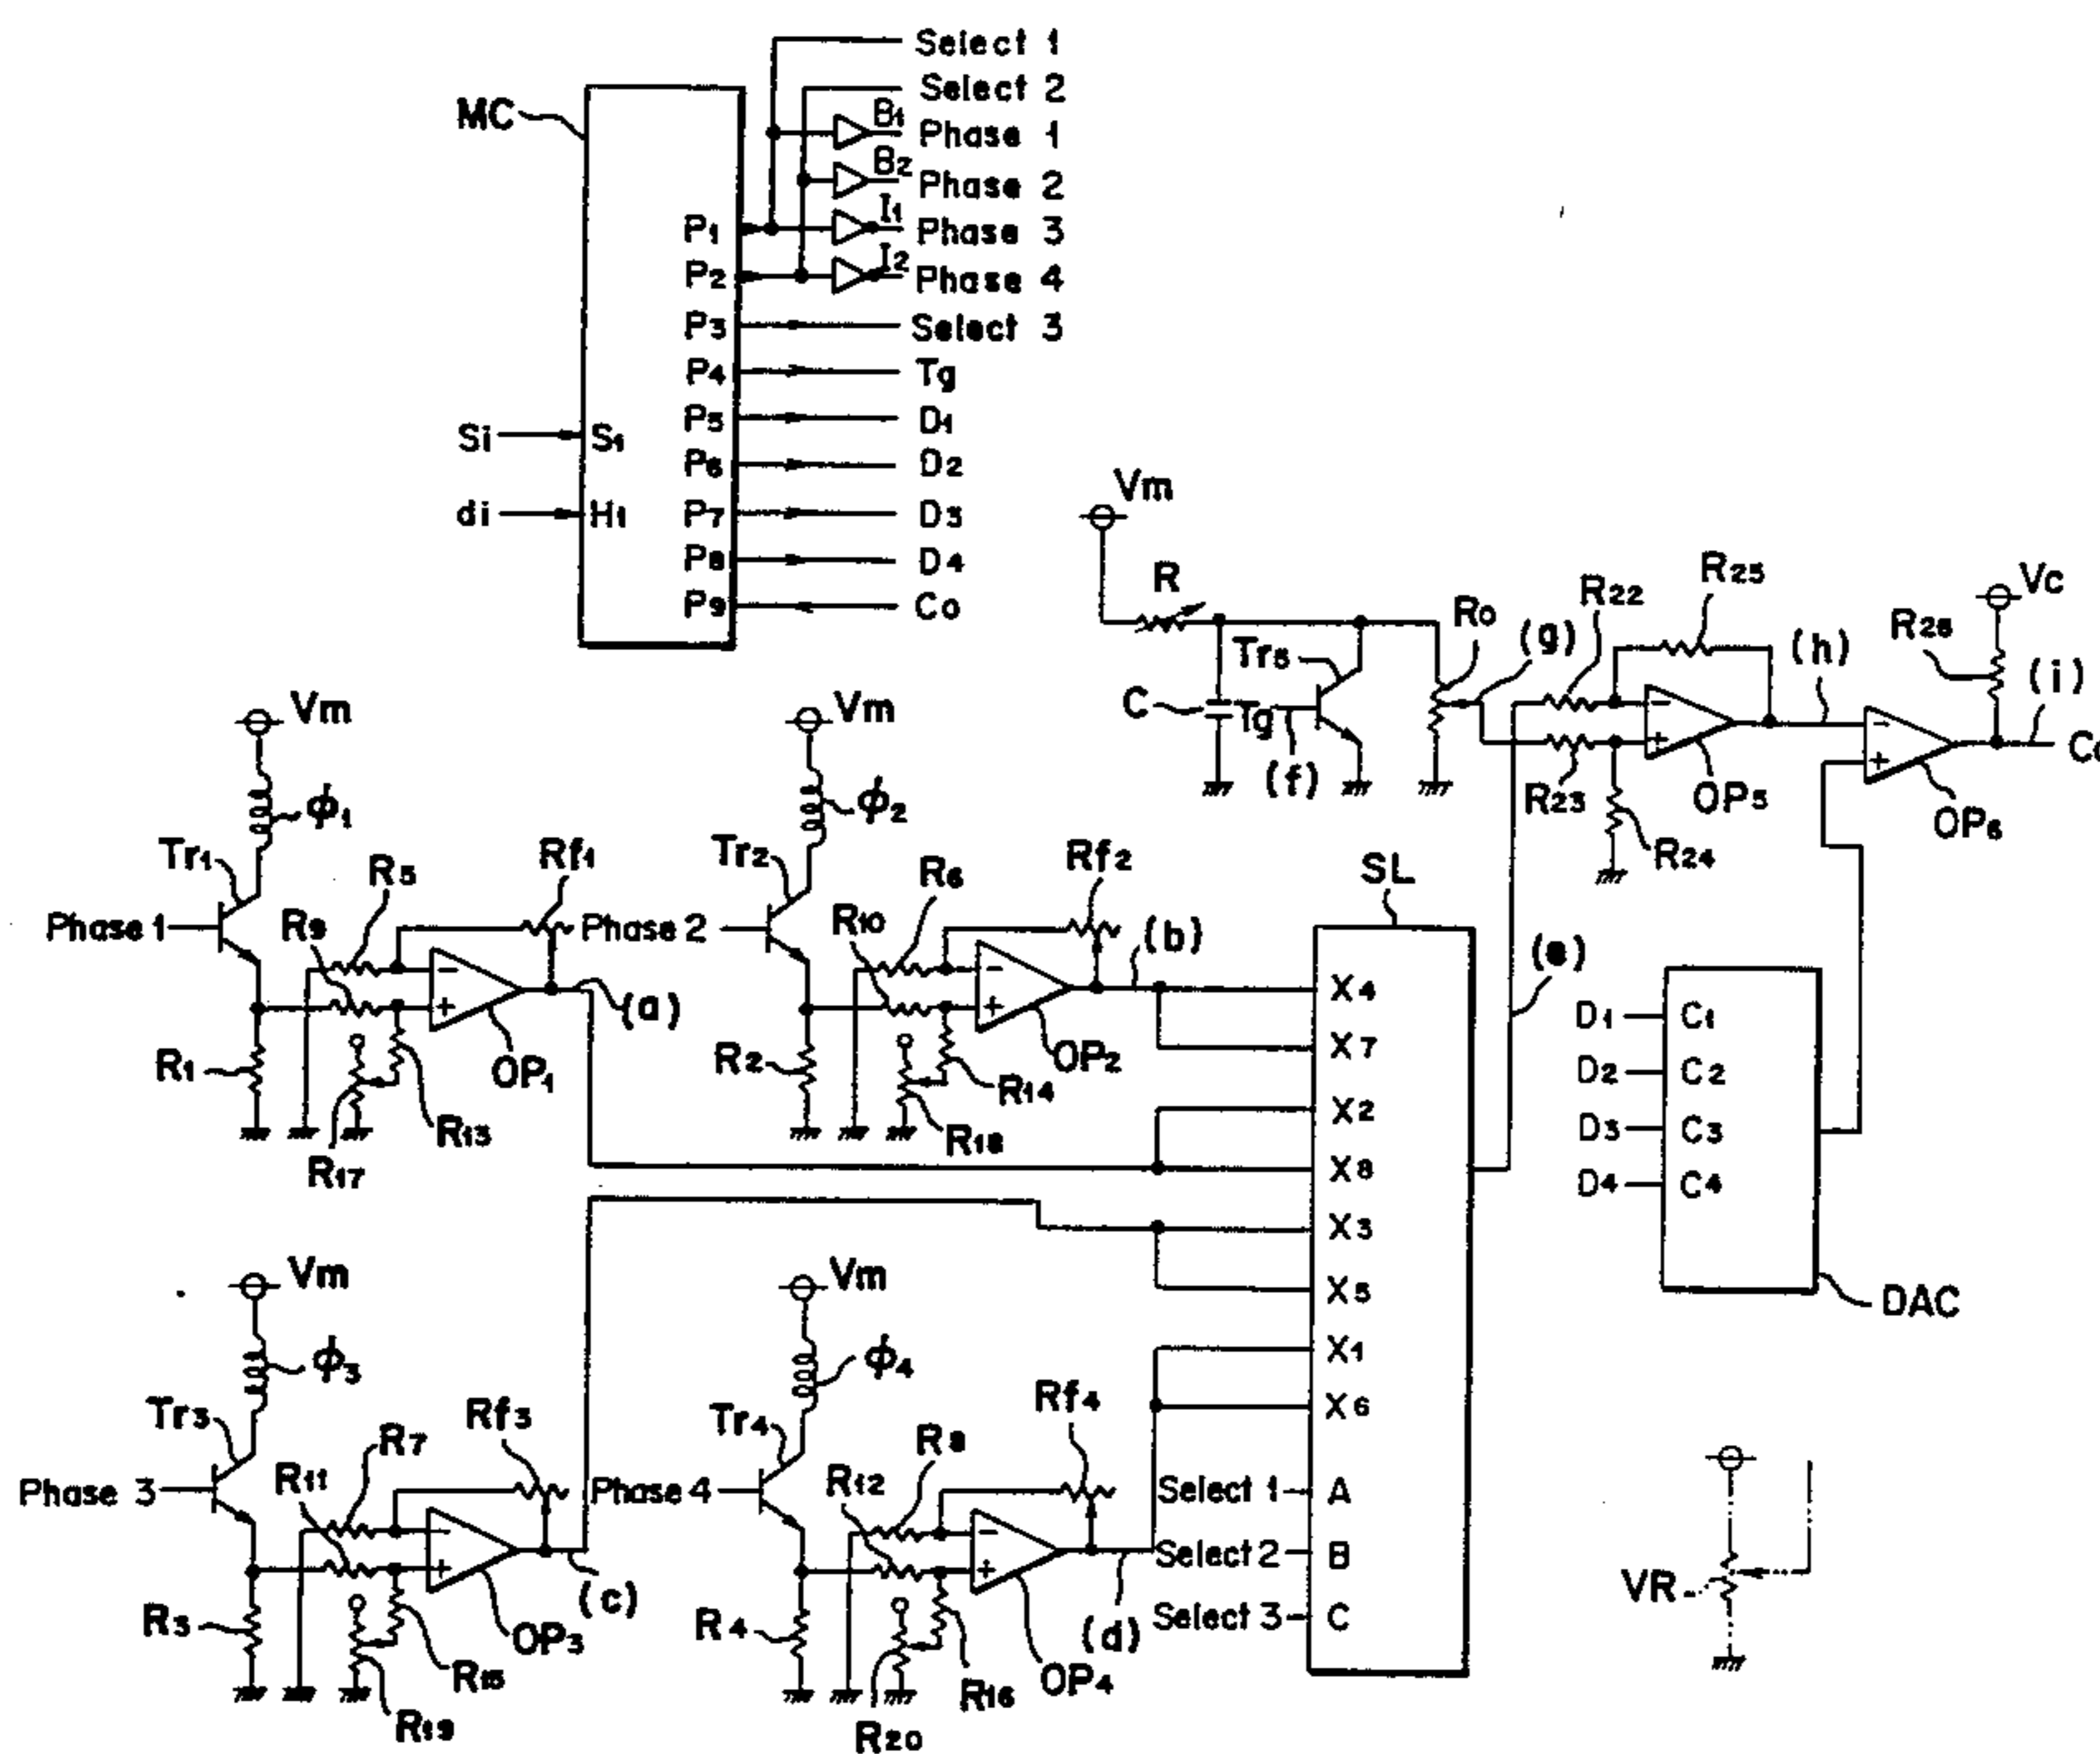 Select 1
Select 2
MC
B1
Phase 1
B2
Phase 2
P1
I1
Phase 3
P2
I2
Phase 4
P3
Select 3
P4
Tg
P5
D1
Si
S1
P6
D2
di
H1
P7
D3
P8
D4
P9
Co
Vm
R
Tr5
C
Tg
(f)
Ro
(g)
R22
R25
R23
R24
OP5
(h)
Vc
R26
(i)
Co
OP6
Vm
ϕ1
Tr1
R5
Rf1
Phase 1
R9
(a)
R1
OP1
R13
R17
Vm
ϕ2
Tr2
R6
Rf2
Phase 2
R10
(b)
R2
OP2
R14
R18
SL
(e)
X4
X7
X2
X8
X3
X5
X1
X6
Select 1
A
Select 2
B
Select 3
C
D1
C1
D2
C2
D3
C3
D4
C4
DAC
Vm
ϕ3
Tr3
R7
Rf3
Phase 3
R11
(c)
R3
OP3
R15
R19
Vm
ϕ4
Tr4
R8
Rf4
Phase 4
R12
(d)
R4
OP4
R16
R20
VR